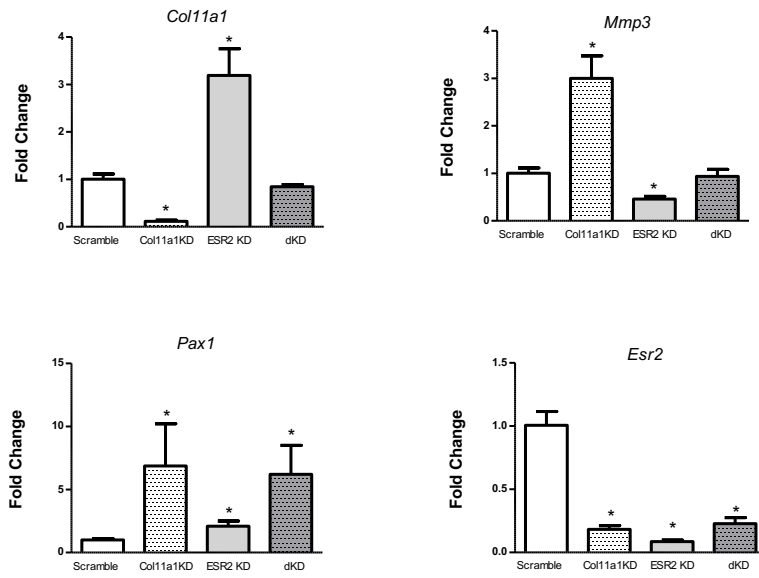 Col11a1
Fold Change
4
3
2
1
0
*
*
Scramble Col11a1KD ESR2 KD dKD
Mmp3
Fold Change
4
3
2
1
0
*
*
Scramble Col11a1KD ESR2 KD dKD
Pax1
Fold Change
15
10
5
0
*
*
*
Scramble Col11a1KD ESR2 KD dKD
Esr2
Fold Change
1.5
1.0
0.5
0.0
*
*
*
Scramble Col11a1KD ESR2 KD dKD